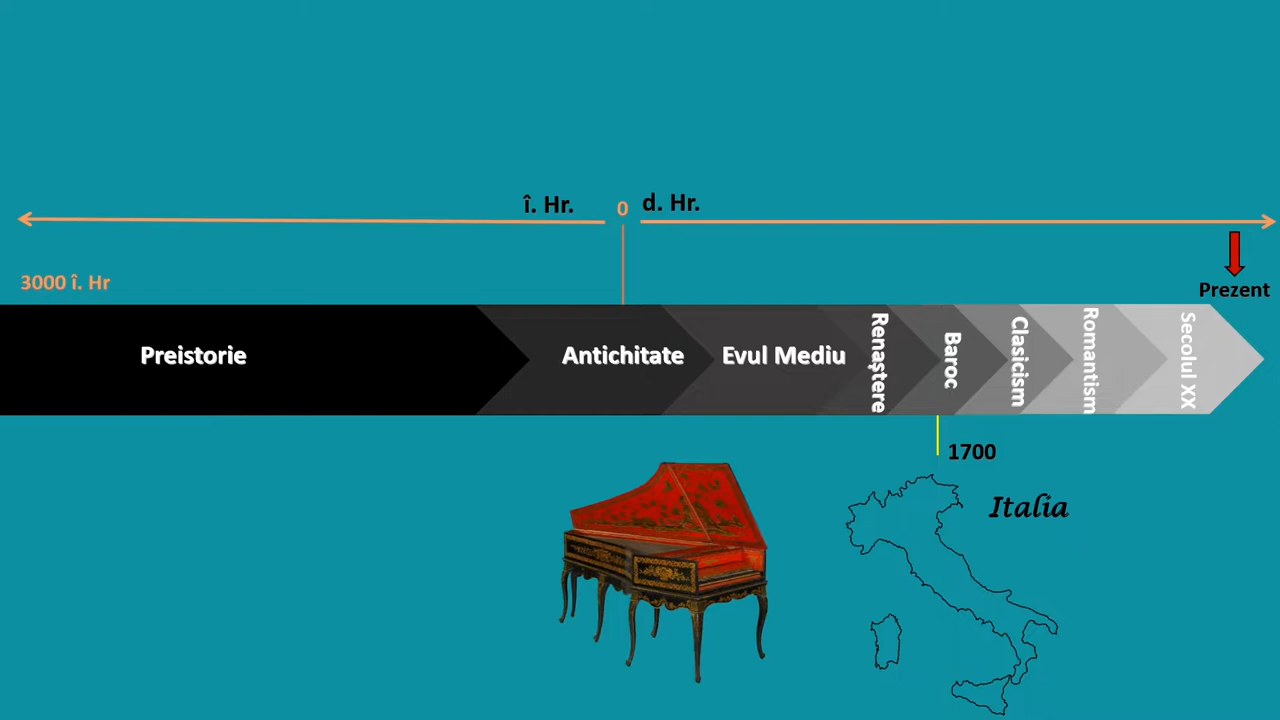 î. Hr.
0
d. Hr.
3000 î. Hr
Prezent
Preistorie
Antichitate
Evul Mediu
Renaștere
Baroc
Clasicism
Romantism
Secolul XX
1700
Italia